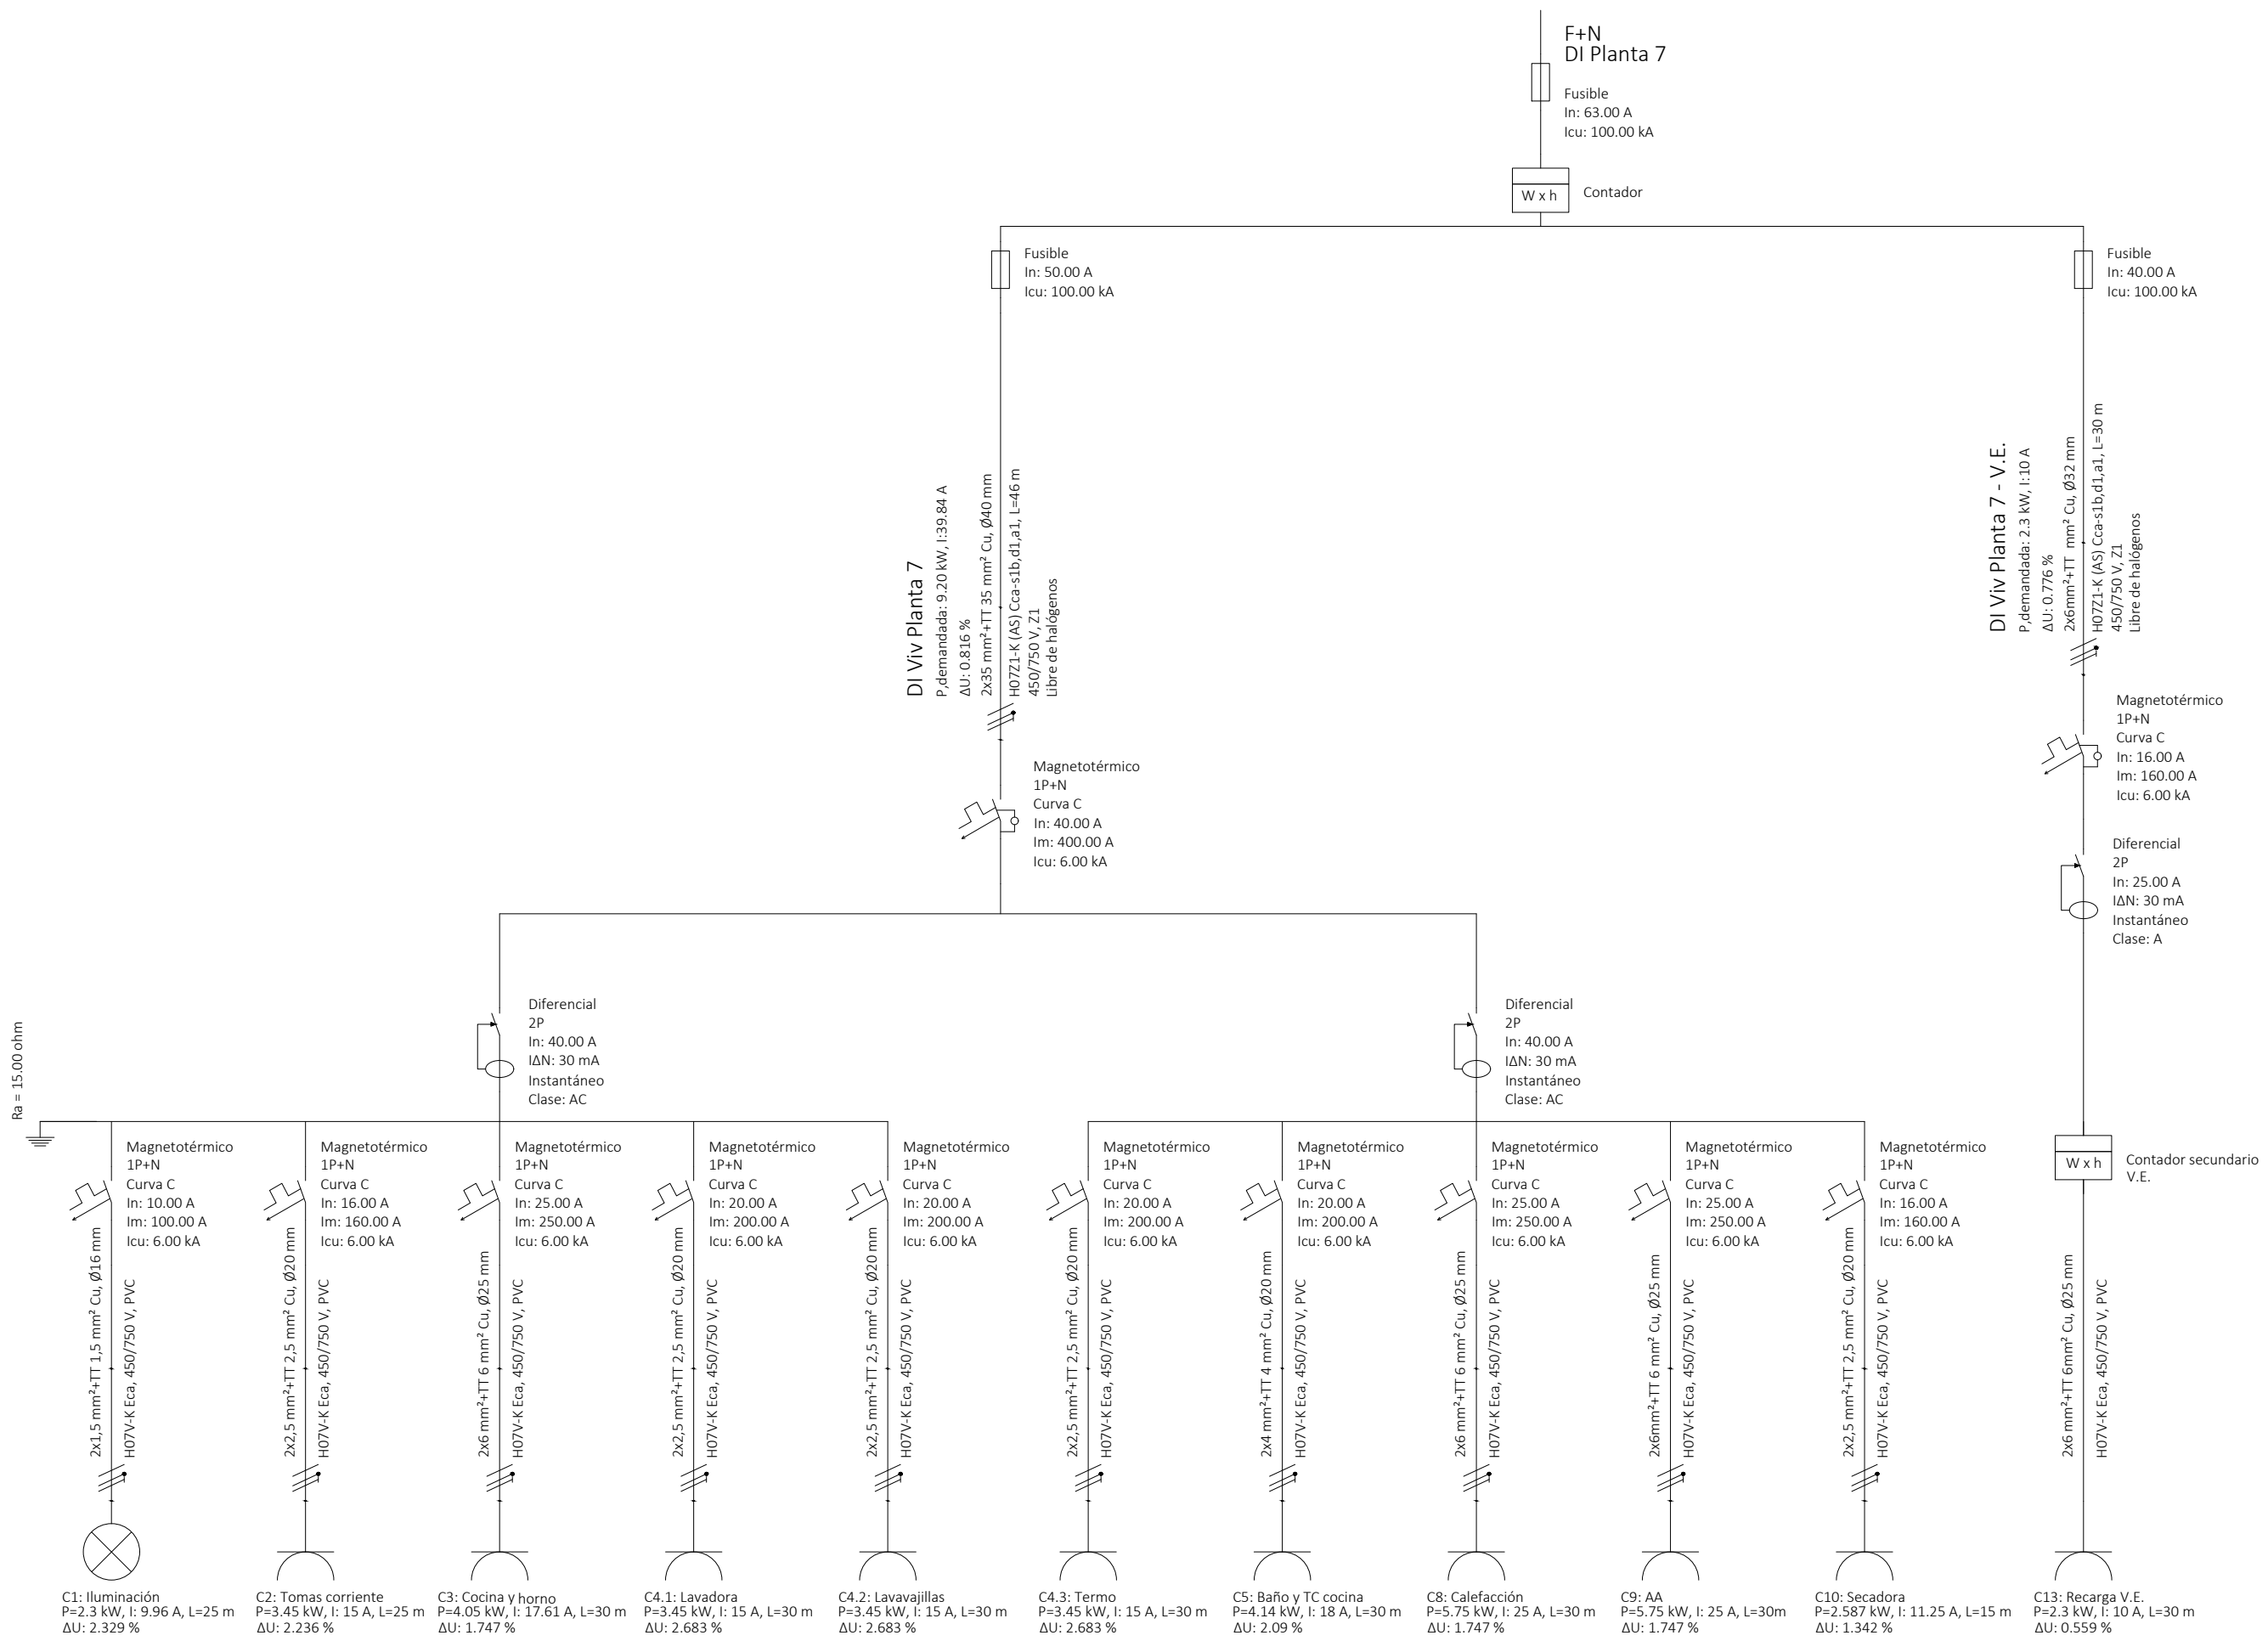 F+N
DI Planta 7
Fusible
In: 63.00 A
Icu: 100.00 kA
W x h
Contador
Fusible
In: 50.00 A
Icu: 100.00 kA
Fusible
In: 40.00 A
Icu: 100.00 kA
DI Viv Planta 7
P,demandada: 9.20 kW, I:39.84 A
ΔU: 0.816 %
2x35 mm²+TT 35 mm² Cu, Ø40 mm
H07Z1-K (AS) Cca-s1b,d1,a1, L=46 m
450/750 V, Z1
Libre de halógenos
DI Viv Planta 7 - V.E.
P,demandada: 2.3 kW, I:10 A
ΔU: 0.776 %
2x6mm²+TT mm² Cu, Ø32 mm
H07Z1-K (AS) Cca-s1b,d1,a1, L=30 m
450/750 V, Z1
Libre de halógenos
Magnetotérmico
1P+N
Curva C
In: 40.00 A
Im: 400.00 A
Icu: 6.00 kA
Magnetotérmico
1P+N
Curva C
In: 16.00 A
Im: 160.00 A
Icu: 6.00 kA
Diferencial
2P
In: 25.00 A
IΔN: 30 mA
Instantáneo
Clase: A
Diferencial
2P
In: 40.00 A
IΔN: 30 mA
Instantáneo
Clase: AC
Diferencial
2P
In: 40.00 A
IΔN: 30 mA
Instantáneo
Clase: AC
Ra = 15.00 ohm
Magnetotérmico
1P+N
Curva C
In: 10.00 A
Im: 100.00 A
Icu: 6.00 kA
2x1,5 mm²+TT 1,5 mm² Cu, Ø16 mm
H07V-K Eca, 450/750 V, PVC
Magnetotérmico
1P+N
Curva C
In: 16.00 A
Im: 160.00 A
Icu: 6.00 kA
2x2,5 mm²+TT 2,5 mm² Cu, Ø20 mm
H07V-K Eca, 450/750 V, PVC
Magnetotérmico
1P+N
Curva C
In: 25.00 A
Im: 250.00 A
Icu: 6.00 kA
2x6 mm²+TT 6 mm² Cu, Ø25 mm
H07V-K Eca, 450/750 V, PVC
Magnetotérmico
1P+N
Curva C
In: 20.00 A
Im: 200.00 A
Icu: 6.00 kA
2x2,5 mm²+TT 2,5 mm² Cu, Ø20 mm
H07V-K Eca, 450/750 V, PVC
Magnetotérmico
1P+N
Curva C
In: 20.00 A
Im: 200.00 A
Icu: 6.00 kA
2x2,5 mm²+TT 2,5 mm² Cu, Ø20 mm
H07V-K Eca, 450/750 V, PVC
Magnetotérmico
1P+N
Curva C
In: 20.00 A
Im: 200.00 A
Icu: 6.00 kA
2x2,5 mm²+TT 2,5 mm² Cu, Ø20 mm
H07V-K Eca, 450/750 V, PVC
Magnetotérmico
1P+N
Curva C
In: 20.00 A
Im: 200.00 A
Icu: 6.00 kA
2x4 mm²+TT 4 mm² Cu, Ø20 mm
H07V-K Eca, 450/750 V, PVC
Magnetotérmico
1P+N
Curva C
In: 25.00 A
Im: 250.00 A
Icu: 6.00 kA
2x6 mm²+TT 6 mm² Cu, Ø25 mm
H07V-K Eca, 450/750 V, PVC
Magnetotérmico
1P+N
Curva C
In: 25.00 A
Im: 250.00 A
Icu: 6.00 kA
2x6mm²+TT 6 mm² Cu, Ø25 mm
H07V-K Eca, 450/750 V, PVC
Magnetotérmico
1P+N
Curva C
In: 16.00 A
Im: 160.00 A
Icu: 6.00 kA
2x2,5 mm²+TT 2,5 mm² Cu, Ø20 mm
H07V-K Eca, 450/750 V, PVC
W x h
Contador secundario
V.E.
2x6 mm²+TT 6mm² Cu, Ø25 mm
H07V-K Eca, 450/750 V, PVC
C1: Iluminación
P=2.3 kW, I: 9.96 A, L=25 m
ΔU: 2.329 %
C2: Tomas corriente
P=3.45 kW, I: 15 A, L=25 m
ΔU: 2.236 %
C3: Cocina y horno
P=4.05 kW, I: 17.61 A, L=30 m
ΔU: 1.747 %
C4.1: Lavadora
P=3.45 kW, I: 15 A, L=30 m
ΔU: 2.683 %
C4.2: Lavavajillas
P=3.45 kW, I: 15 A, L=30 m
ΔU: 2.683 %
C4.3: Termo
P=3.45 kW, I: 15 A, L=30 m
ΔU: 2.683 %
C5: Baño y TC cocina
P=4.14 kW, I: 18 A, L=30 m
ΔU: 2.09 %
C8: Calefacción
P=5.75 kW, I: 25 A, L=30 m
ΔU: 1.747 %
C9: AA
P=5.75 kW, I: 25 A, L=30m
ΔU: 1.747 %
C10: Secadora
P=2.587 kW, I: 11.25 A, L=15 m
ΔU: 1.342 %
C13: Recarga V.E.
P=2.3 kW, I: 10 A, L=30 m
ΔU: 0.559 %